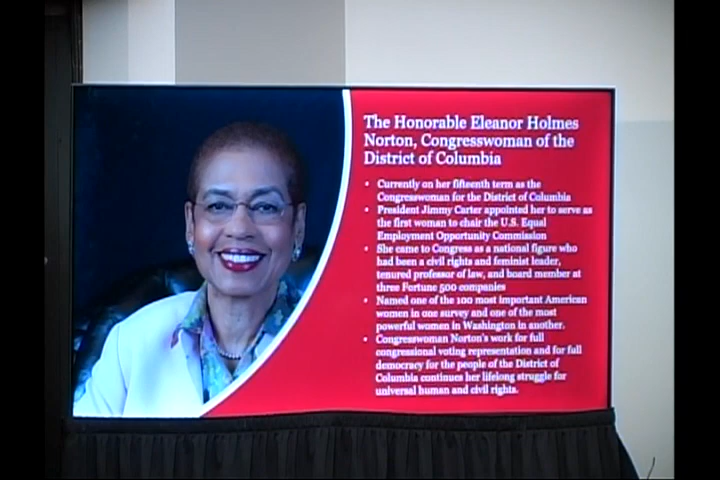 The Honorable Eleanor Holmes
Norton, Congresswoman of the
District of Columbia
• Currently on her fifteenth term as the
Congresswoman for the District of Columbia
• President Jimmy Carter appointed her to serve as
the first woman to chair the U.S. Equal
Employment Opportunity Commission
• She came to Congress as a national figure who
had been a civil rights and feminist leader,
tenured professor of law, and board member at
three Fortune 500 companies
• Named one of the 100 most important American
women in one survey and one of the most
powerful women in Washington in another.
• Congresswoman Norton's work for full
congressional voting representation and for full
democracy for the people of the District of
Columbia continues her lifelong struggle for
universal human and civil rights.